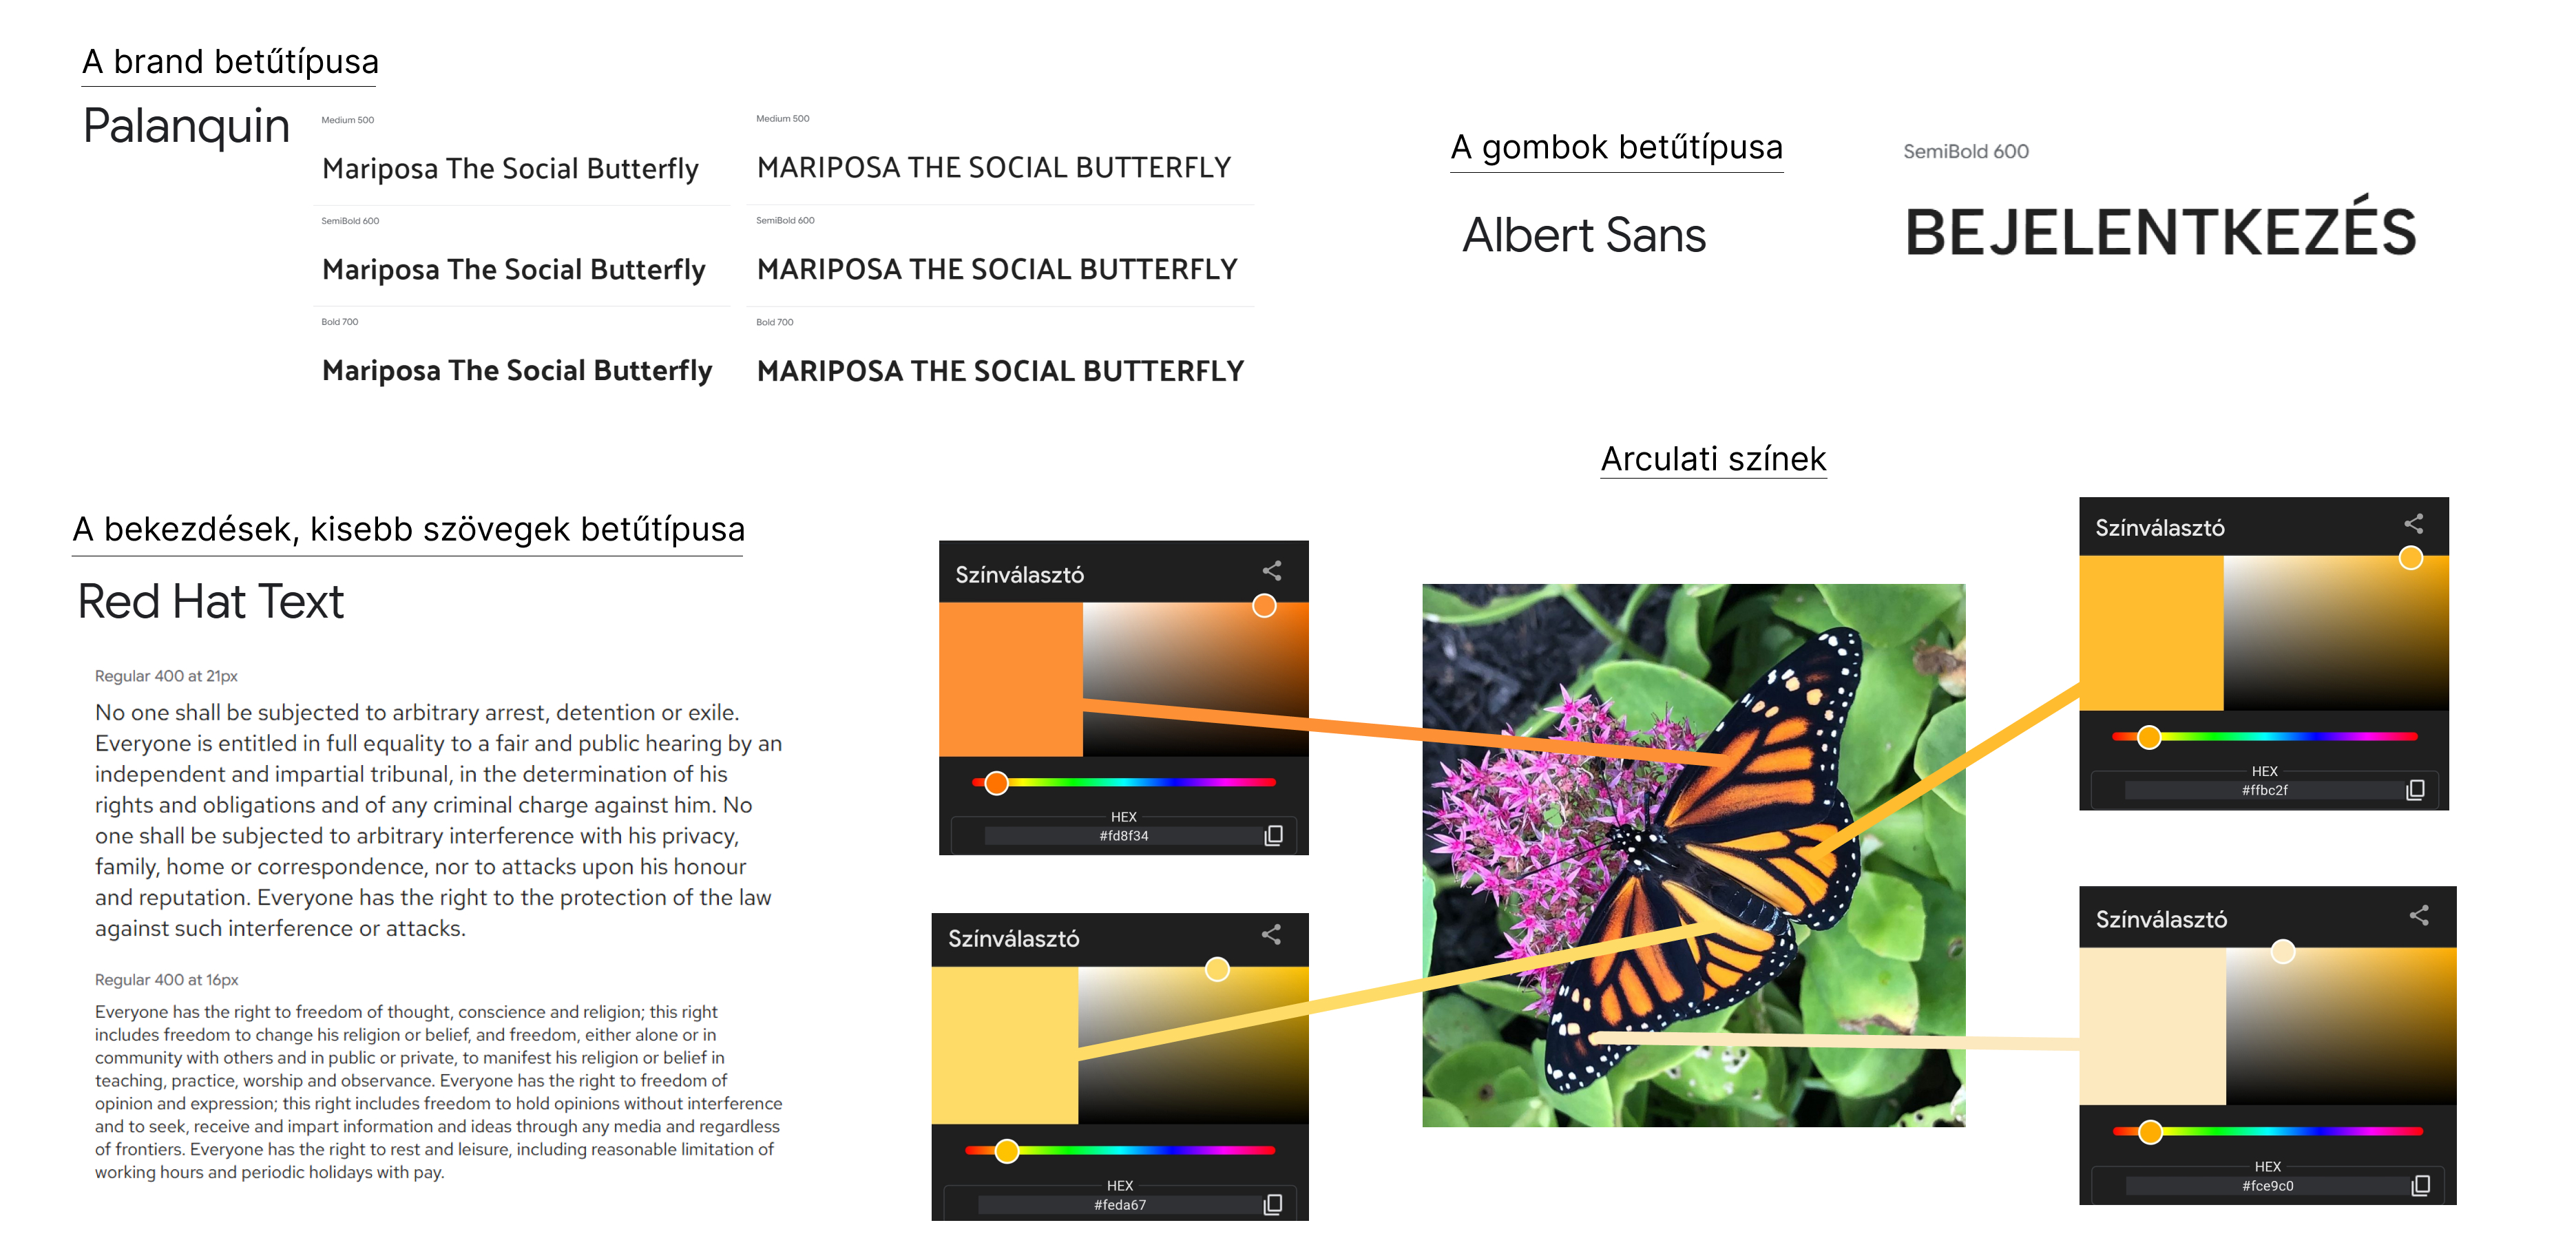 A brand betűtípusa
Palanquin
Medium 500
Mariposa The Social Butterfly
SemiBold 600
Mariposa The Social Butterfly
Bold 700
Mariposa The Social Butterfly
Medium 500
MARIPOSA THE SOCIAL BUTTERFLY
SemiBold 600
MARIPOSA THE SOCIAL BUTTERFLY
Bold 700
MARIPOSA THE SOCIAL BUTTERFLY
A gombok betűtípusa
Albert Sans
SemiBold 600
BEJELENTKEZÉS
A bekezdések, kisebb szövegek betűtípusa
Red Hat Text
Regular 400 at 21px
No one shall be subjected to arbitrary arrest, detention or exile.
Everyone is entitled in full equality to a fair and public hearing by an
independent and impartial tribunal, in the determination of his
rights and obligations and of any criminal charge against him. No
one shall be subjected to arbitrary interference with his privacy,
family, home or correspondence, nor to attacks upon his honour
and reputation. Everyone has the right to the protection of the law
against such interference or attacks.
Regular 400 at 16px
Everyone has the right to freedom of thought, conscience and religion; this right
includes freedom to change his religion or belief, and freedom, either alone or in
community with others and in public or private, to manifest his religion or belief in
teaching, practice, worship and observance. Everyone has the right to freedom of
opinion and expression; this right includes freedom to hold opinions without interference
and to seek, receive and impart information and ideas through any media and regardless
of frontiers. Everyone has the right to rest and leisure, including reasonable limitation of
working hours and periodic holidays with pay.
Arculati színek
Színválasztó
HEX
#fd8f34
Színválasztó
HEX
#feda67
Színválasztó
HEX
#ffbc2f
Színválasztó
HEX
#fce9c0